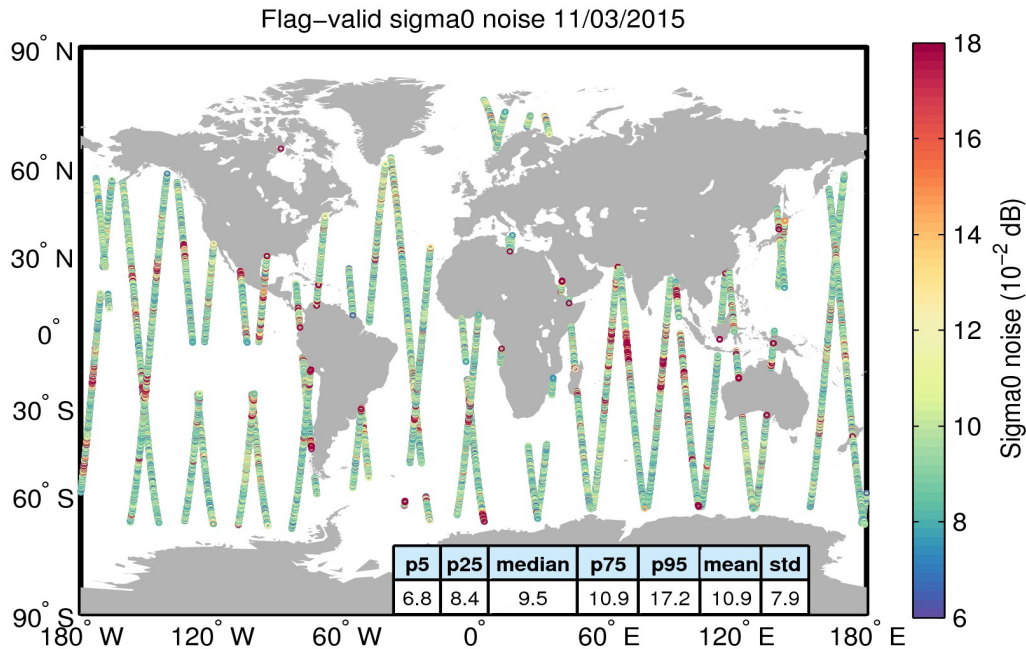 Flag-valid sigma0 noise 11/03/2015
90° N
60° N
30° N
0°
30° S
60° S
90° S
180° W
120° W
60° W
0°
60° E
120° E
180° E
p5 p25 median p75 p95 mean std
6.8 8.4 9.5 10.9 17.2 10.9 7.9
18
16
14
12
10
8
6
Sigma0 noise (10⁻² dB)